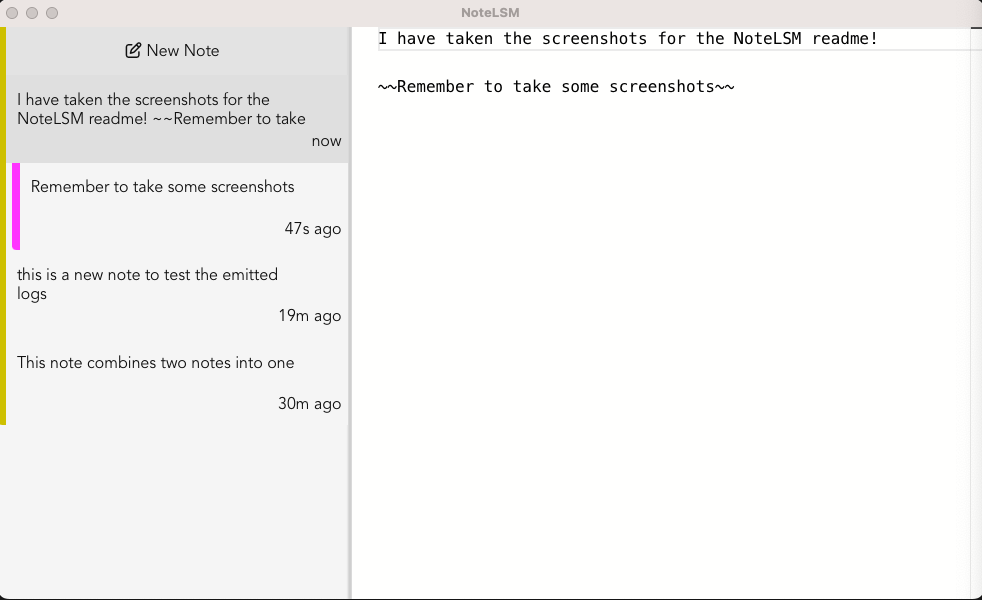 NoteLSM
New Note
I have taken the screenshots for the
NoteLSM readme! ~~Remember to take
now
Remember to take some screenshots
47s ago
this is a new note to test the emitted
logs
19m ago
This note combines two notes into one
30m ago
I have taken the screenshots for the NoteLSM readme!
~~Remember to take some screenshots~~